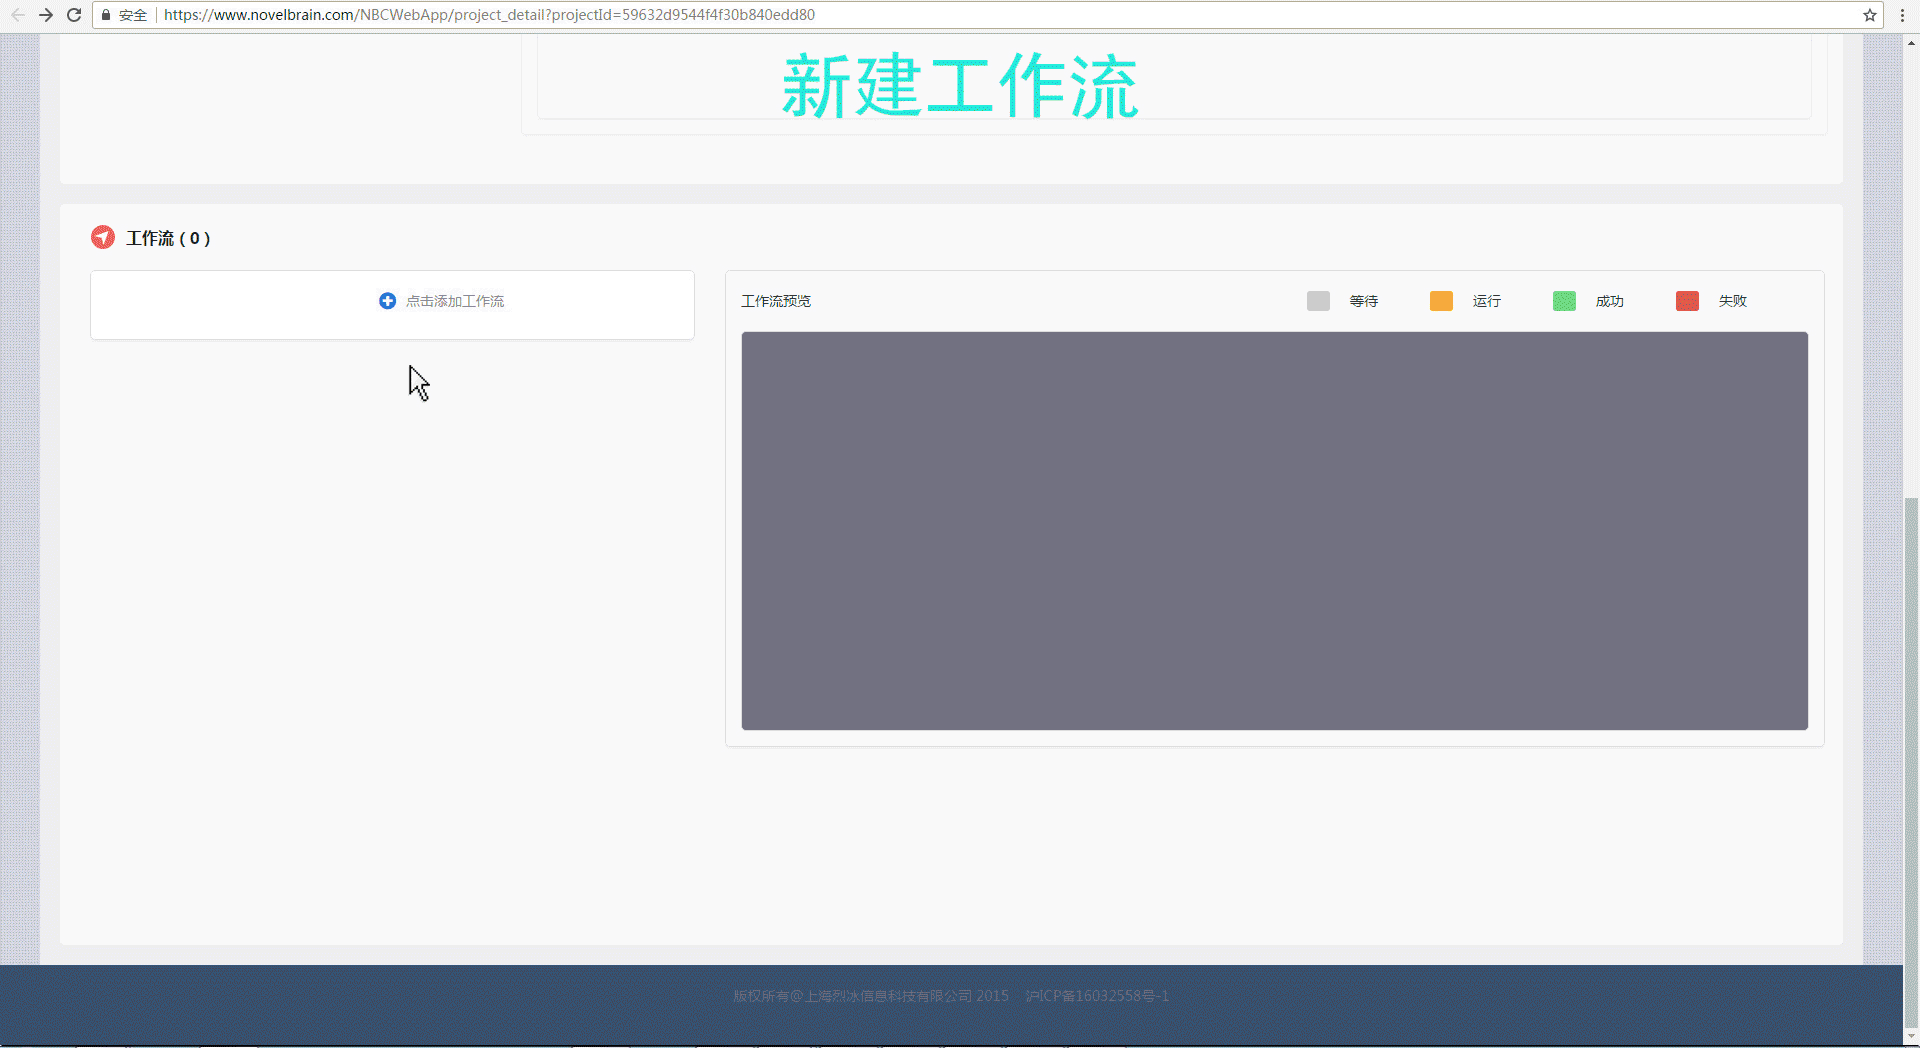 安全 https://www.novelbrain.com/NBCWebApp/project_detail?projectId=59632d9544f4f30b840edd80
新建工作流
工作流 ( 0 )
点击添加工作流
工作流预览 等待 运行 成功 失败
版权所有@上海烈冰信息科技有限公司 2015 沪ICP备16032558号-1